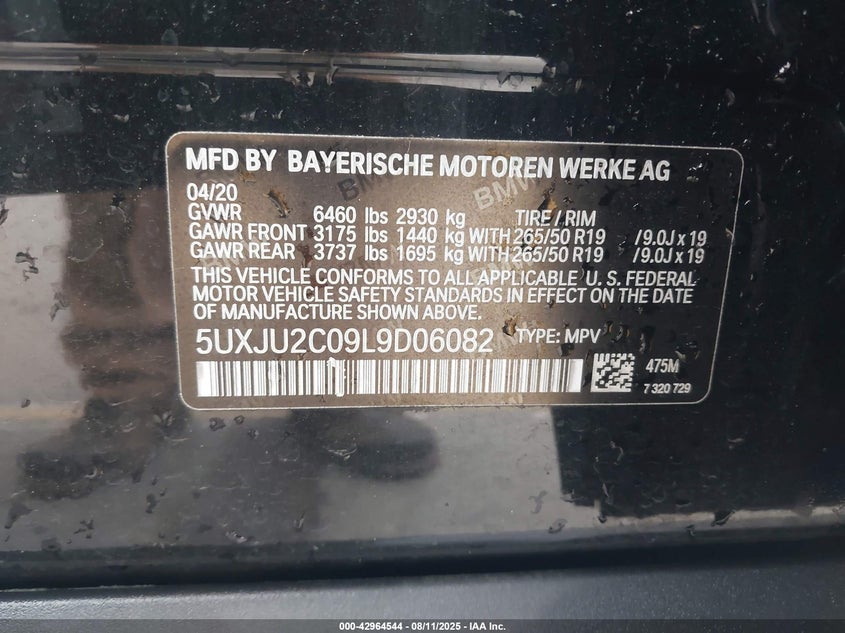 MFD BY BAYERISCHE MOTOREN WERKE AG
04/20
GVWR 6460 lbs 2930 kg TIRE / RIM
GAWR FRONT 3175 lbs 1440 kg WITH 265/50 R19 /9.0J x 19
GAWR REAR 3737 lbs 1695 kg WITH 265/50 R19 /9.0J x 19
THIS VEHICLE CONFORMS TO ALL APPLICABLE U. S. FEDERAL
MOTOR VEHICLE SAFETY STANDARDS IN EFFECT ON THE DATE
OF MANUFACTURE SHOWN ABOVE.
5UXJU2C09L9D06082 TYPE: MPV
475M
7 320 729
000-42964544 - 08/11/2025 - IAA Inc.